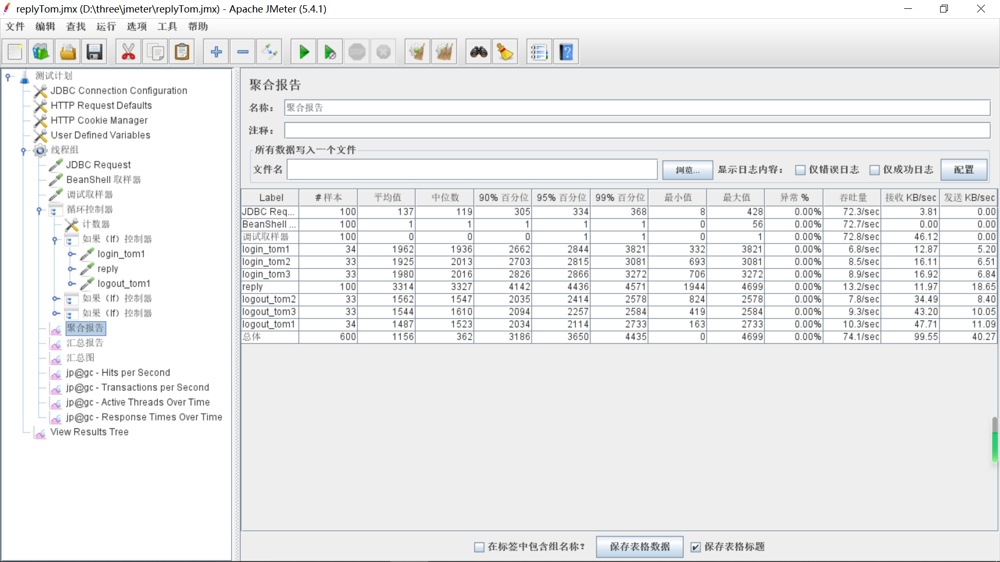 replyTom.jmx (D:\three\jmeter\replyTom.jmx) - Apache JMeter (5.4.1)
文件 编辑 查找 运行 选项 工具 帮助
STOP
测试计划
JDBC Connection Configuration
HTTP Request Defaults
HTTP Cookie Manager
User Defined Variables
线程组
JDBC Request
BeanShell 取样器
调试取样器
循环控制器
计数器
如果（If）控制器
login_tom1
reply
logout_tom1
如果（If）控制器
如果（If）控制器
聚合报告
汇总报告
汇总图
jp@gc - Hits per Second
jp@gc - Transactions per Second
jp@gc - Active Threads Over Time
jp@gc - Response Times Over Time
View Results Tree
聚合报告
名称： 聚合报告
注释：
所有数据写入一个文件
文件名 浏览... 显示日志内容： 仅错误日志 仅成功日志 配置
Label # 样本 平均值 中位数 90% 百分位 95% 百分位 99% 百分位 最小值 最大值 异常 % 吞吐量 接收 KB/sec 发送 KB/sec
JDBC Req... 100 137 119 305 334 368 8 428 0.00% 72.3/sec 3.81 0.00
BeanShell ... 100 1 1 1 1 1 0 56 0.00% 72.7/sec 0.00 0.00
调试取样器 100 0 0 0 1 1 0 1 0.00% 72.8/sec 46.12 0.00
login_tom1 34 1962 1936 2662 2844 3821 332 3821 0.00% 6.8/sec 12.87 5.20
login_tom2 33 1925 2013 2703 2815 3081 693 3081 0.00% 8.5/sec 16.11 6.51
login_tom3 33 1980 2016 2826 2866 3272 706 3272 0.00% 8.9/sec 16.92 6.84
reply 100 3314 3327 4142 4436 4571 1944 4699 0.00% 13.2/sec 11.97 18.65
logout_tom2 33 1562 1547 2035 2414 2578 824 2578 0.00% 7.8/sec 34.49 8.40
logout_tom3 33 1544 1610 2094 2257 2584 419 2584 0.00% 9.3/sec 43.20 10.05
logout_tom1 34 1487 1523 2034 2114 2733 163 2733 0.00% 10.3/sec 47.71 11.09
总体 600 1156 362 3186 3650 4435 0 4699 0.00% 74.1/sec 99.55 40.27
在标签中包含组名称？ 保存表格数据 保存表格标题